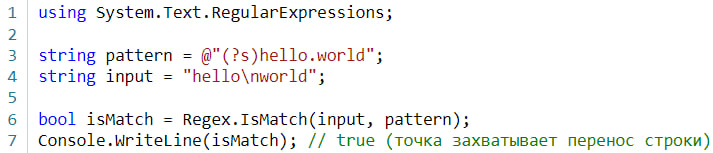 1 using System.Text.RegularExpressions;
2
3 string pattern = @"(?s)hello.world";
4 string input = "hello\nworld";
5
6 bool isMatch = Regex.IsMatch(input, pattern);
7 Console.WriteLine(isMatch); // true (точка захватывает перенос строки)